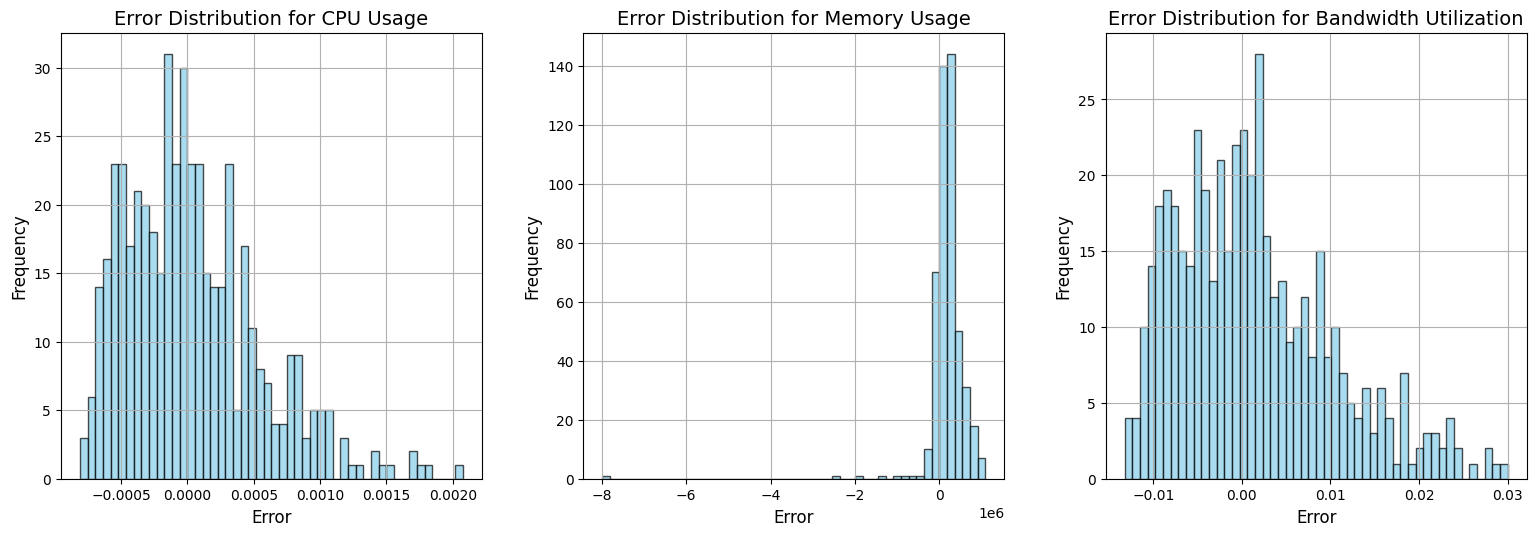 Error Distribution for CPU Usage
30
25
20
15
10
5
0
Frequency
−0.0005 0.0000 0.0005 0.0010 0.0015 0.0020
Error
Error Distribution for Memory Usage
140
120
100
80
60
40
20
0
Frequency
−8 −6 −4 −2 0
1e6
Error
Error Distribution for Bandwidth Utilization
25
20
15
10
5
0
Frequency
−0.01 0.00 0.01 0.02 0.03
Error